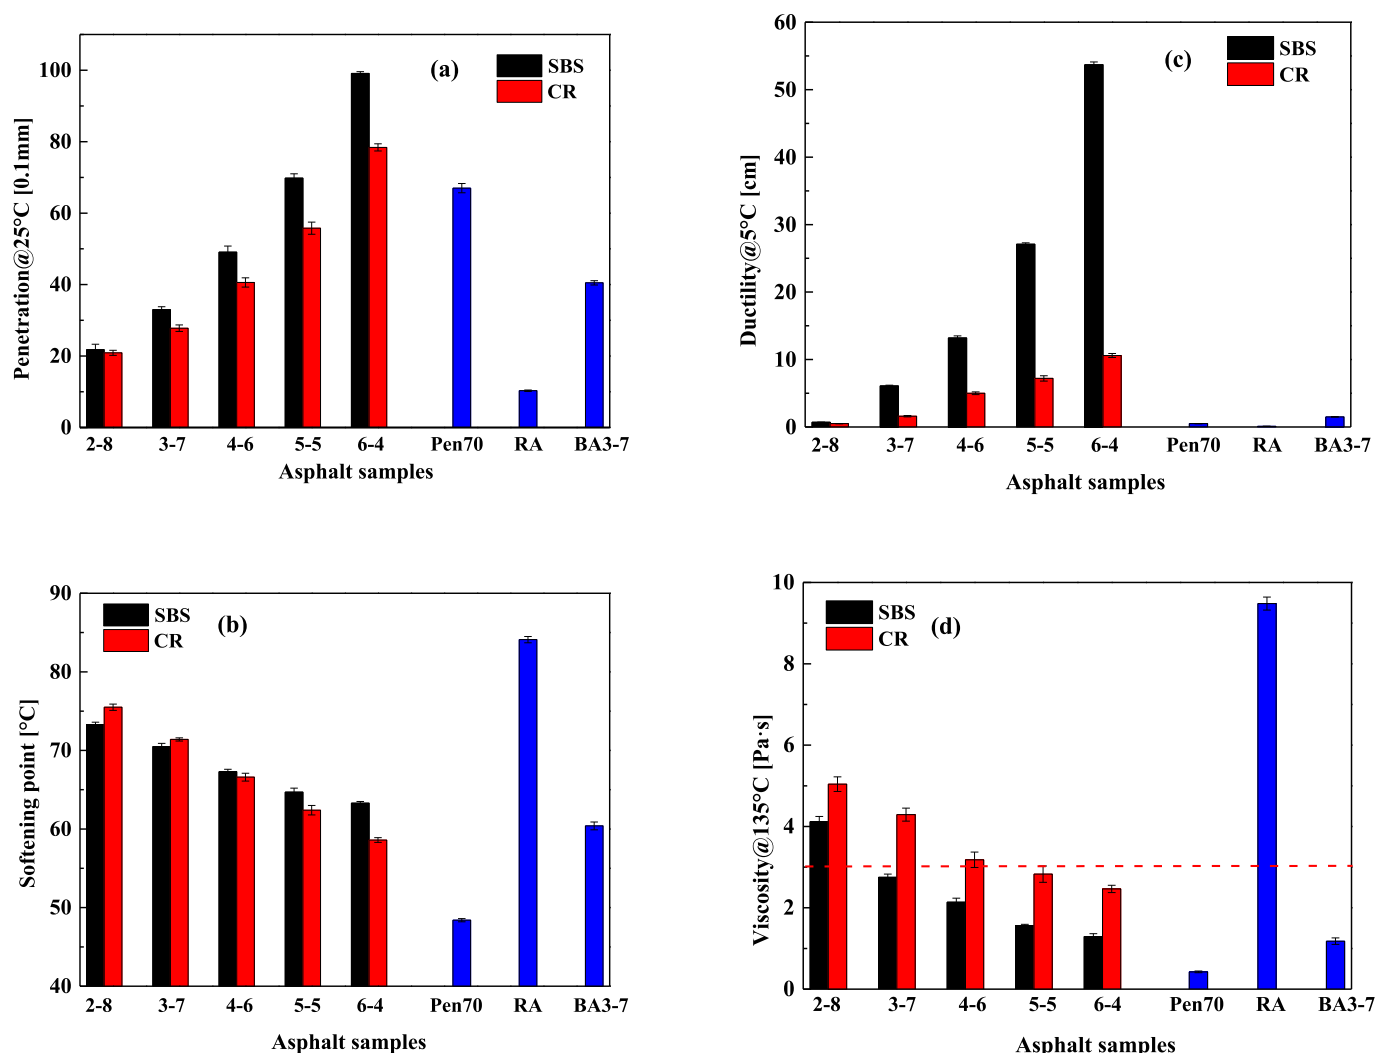 (a)
SBS
CR
Penetration@25°C [0.1mm]
100
80
60
40
20
0
2-8 3-7 4-6 5-5 6-4 Pen70 RA BA3-7
Asphalt samples
(c)
SBS
CR
Ductility@5°C [cm]
60
50
40
30
20
10
0
2-8 3-7 4-6 5-5 6-4 Pen70 RA BA3-7
Asphalt samples
(b)
SBS
CR
Softening point [°C]
90
80
70
60
50
40
2-8 3-7 4-6 5-5 6-4 Pen70 RA BA3-7
Asphalt samples
(d)
SBS
CR
Viscosity@135°C [Pa·s]
10
8
6
4
2
0
2-8 3-7 4-6 5-5 6-4 Pen70 RA BA3-7
Asphalt samples